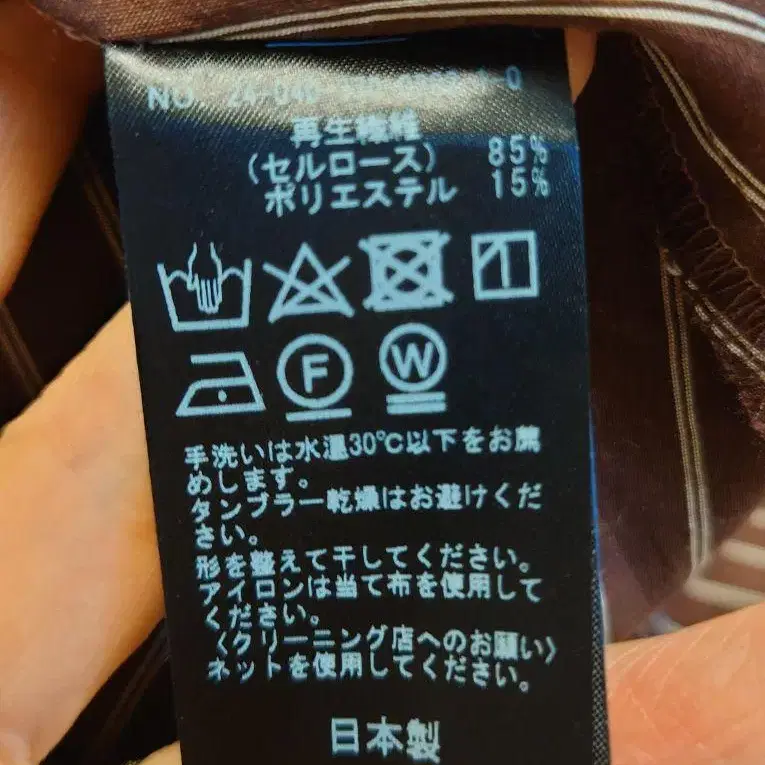 NO. 24-040
再生繊維
(セルロース) 85%
ポリエステル 15%
F W
手洗いは水温30℃以下をお薦
めします。
タンブラー乾燥はお避けくだ
さい。
形を整えて干してください。
アイロンは当て布を使用して
ください。
〈クリーニング店へのお願い〉
ネットを使用してください。
日本製